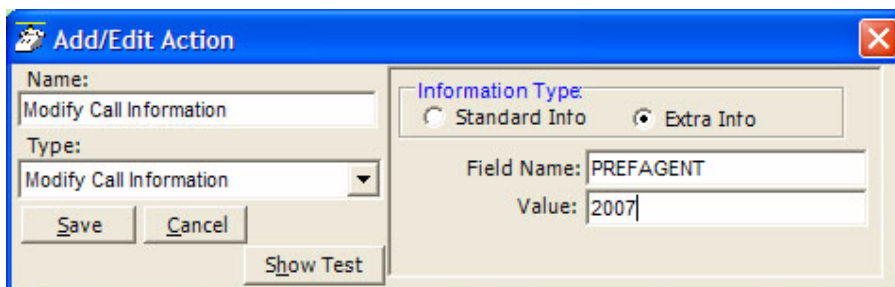 Add/Edit Action
Name:
Modify Call Information
Type:
Modify Call Information
Save Cancel
Show Test
Information Type:
Standard Info Extra Info
Field Name: PREFAGENT
Value: 2007